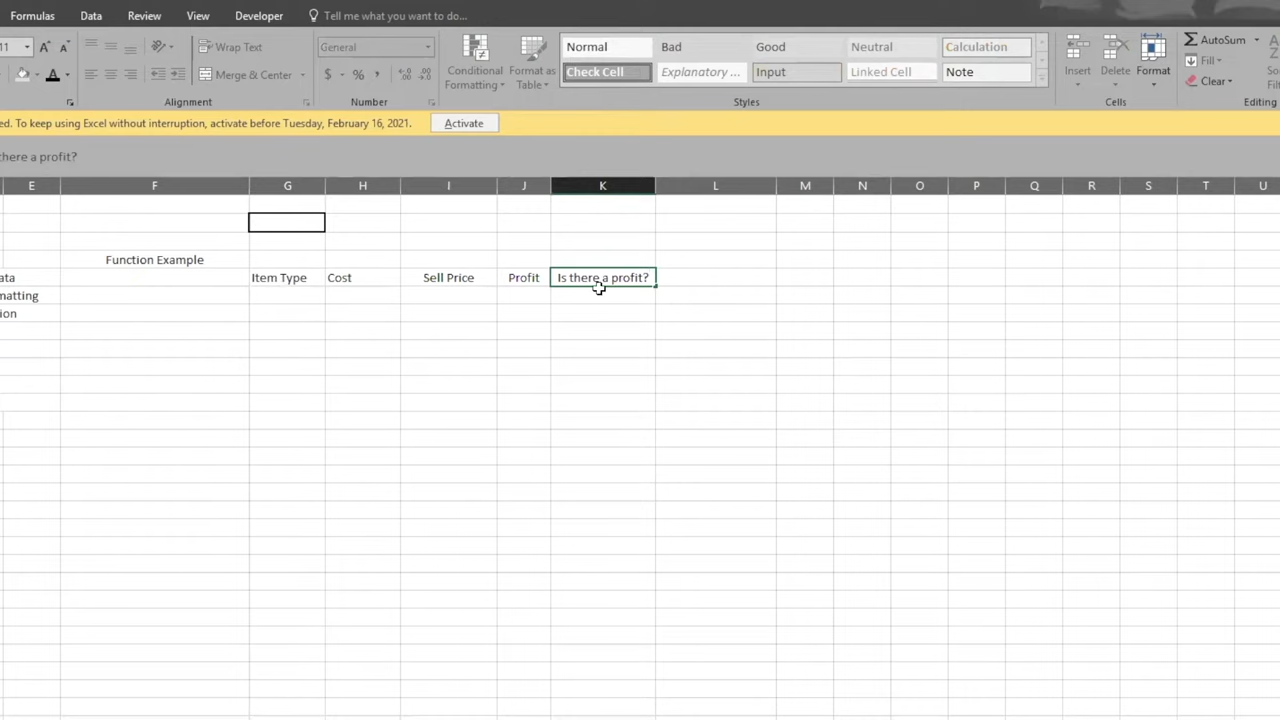 Formulas Data Review View Developer Tell me what you want to do...
11 A A Wrap Text General Conditional Formatting Format as Table Normal Bad Good Neutral Calculation Insert Delete Format AutoSum
A Merge & Center $ % , Check Cell Explanatory ... Input Linked Cell Note Fill
Clear
Alignment Number Styles Cells Editing
ed. To keep using Excel without interruption, activate before Tuesday, February 16, 2021. Activate
there a profit?
E F G H I J K L M N O P Q R S T U
Function Example
ata Item Type Cost Sell Price Profit Is there a profit?
matting
ion